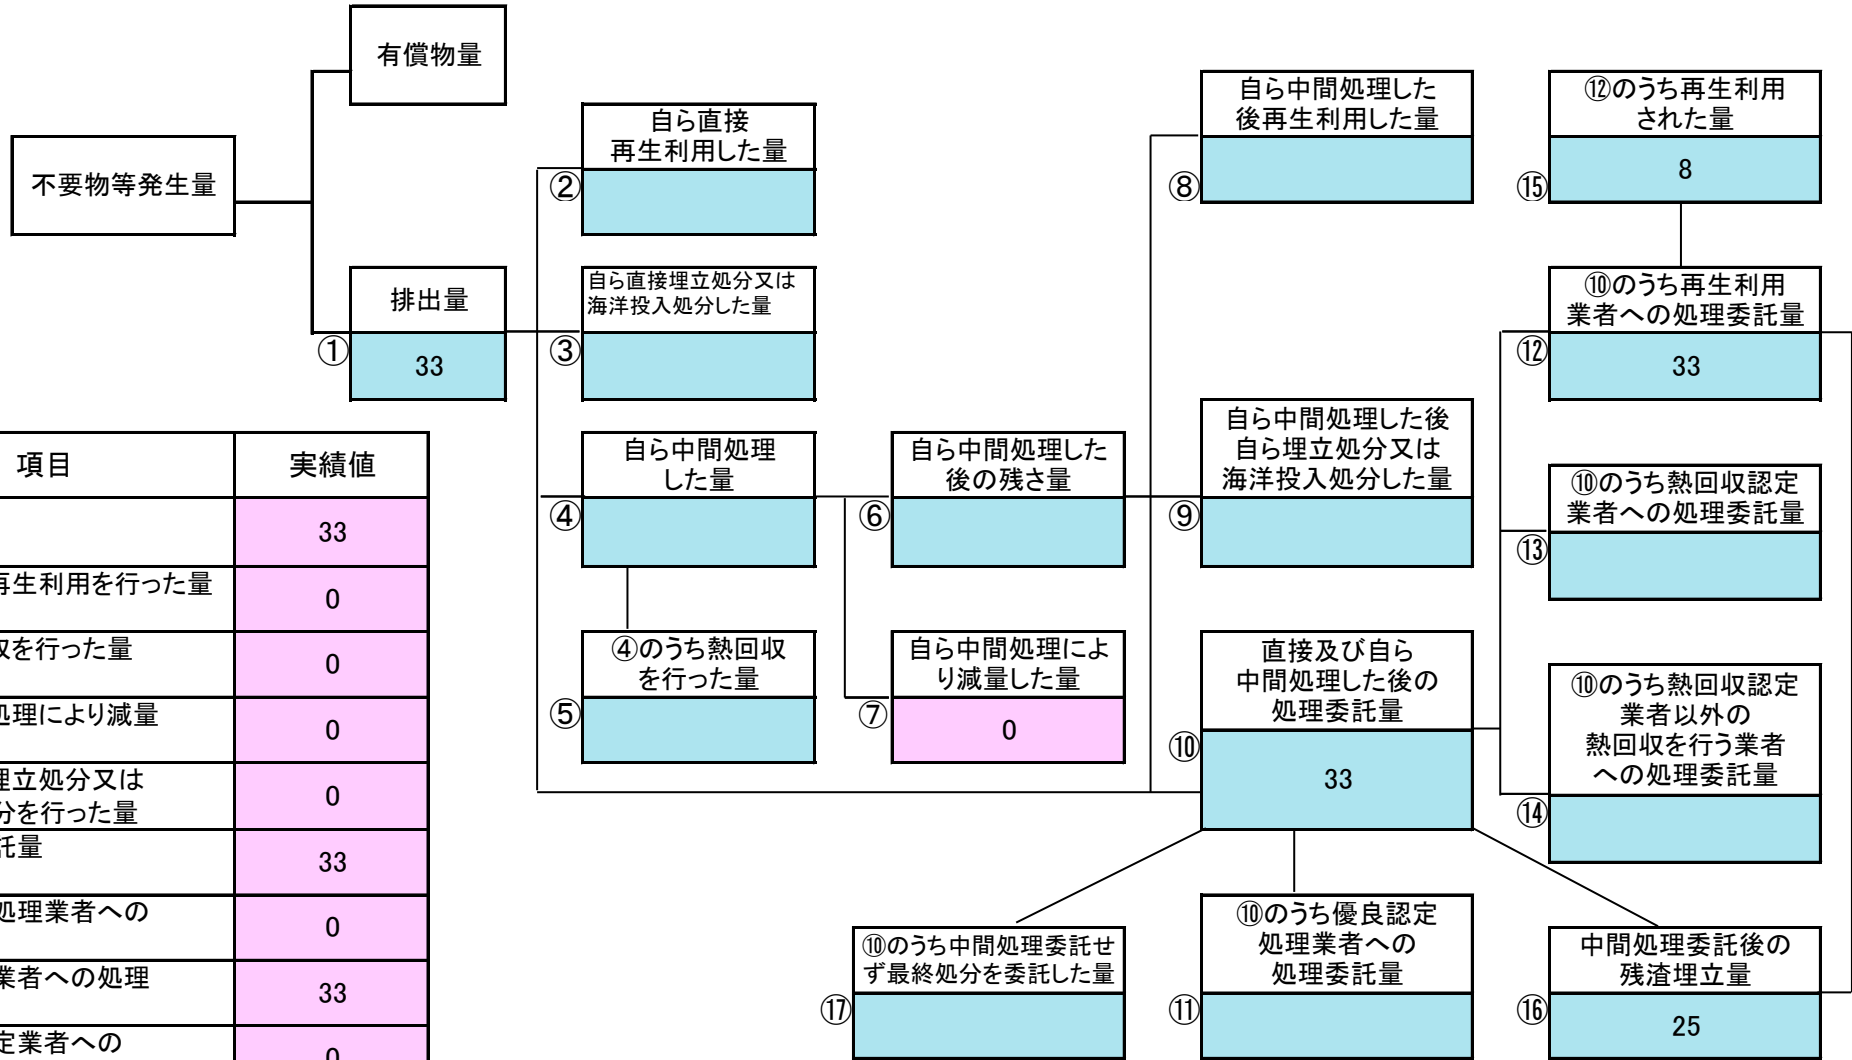 有償物量
不要物等発生量
排出量
①
33
自ら直接
再生利用した量
②
自ら直接埋立処分又は
海洋投入処分した量
③
自ら中間処理
した量
④
④のうち熱回収
を行った量
⑤
自ら中間処理した
後の残さ量
⑥
自ら中間処理によ
り減量した量
⑦
0
自ら中間処理した
後再生利用した量
⑧
自ら中間処理した後
自ら埋立処分又は
海洋投入処分した量
⑨
直接及び自ら
中間処理した後の
処理委託量
⑩
33
⑫のうち再生利用
された量
⑮
8
⑩のうち再生利用
業者への処理委託量
⑫
33
⑩のうち熱回収認定
業者への処理委託量
⑬
⑩のうち熱回収認定
業者以外の
熱回収を行う業者
への処理委託量
⑭
⑩のうち中間処理委託せ
ず最終処分を委託した量
⑰
⑩のうち優良認定
処理業者への
処理委託量
⑪
中間処理委託後の
残渣埋立量
⑯
25
項目 実績値
33
再生利用を行った量 0
を行った量 0
処理により減量 0
埋立処分又は
分を行った量 0
託量 33
処理業者への 0
業者への処理 33
定業者への 0